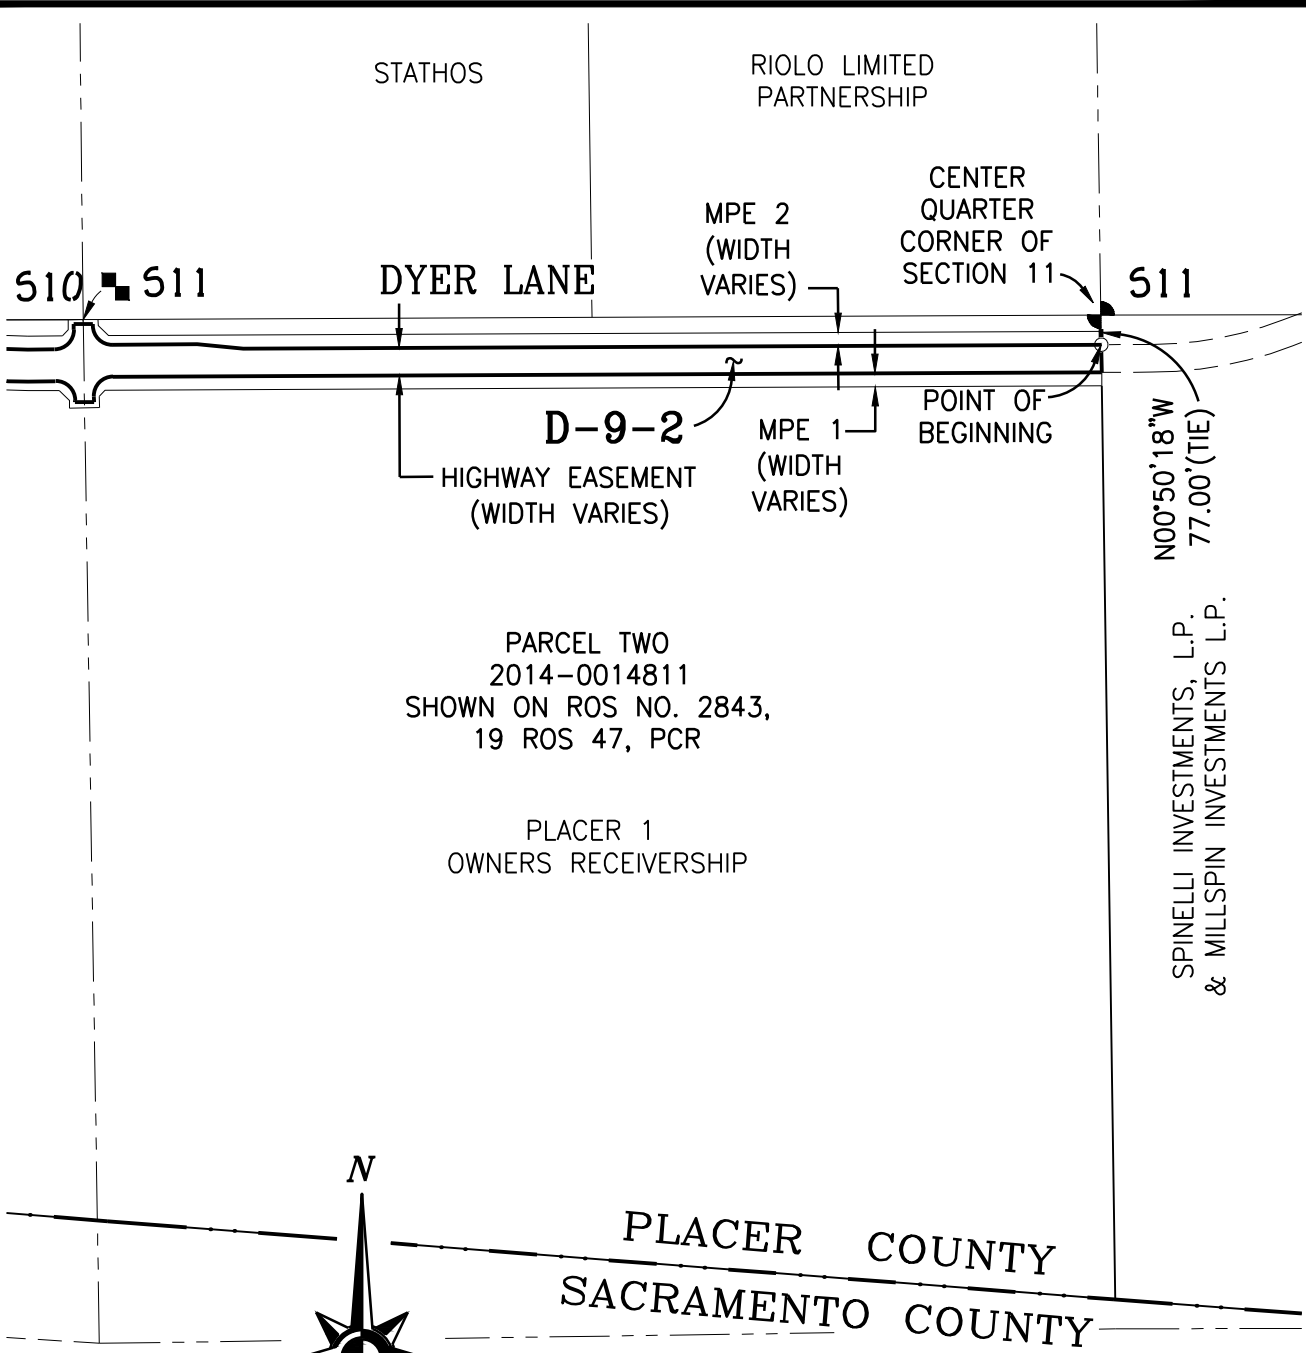 STATHOS
RIOLO LIMITED
PARTNERSHIP
CENTER
QUARTER
CORNER OF
SECTION 11
MPE 2
(WIDTH
VARIES)
S10
S11
DYER LANE
S11
D-9-2
HIGHWAY EASEMENT
(WIDTH VARIES)
MPE 1
(WIDTH
VARIES)
POINT OF
BEGINNING
N00°50'18"W
77.00'(TIE)
PARCEL TWO
2014-0014811
SHOWN ON ROS NO. 2843,
19 ROS 47, PCR
PLACER 1
OWNERS RECEIVERSHIP
SPINELLI INVESTMENTS, L.P.
& MILLSPIN INVESTMENTS L.P.
N
PLACER COUNTY
SACRAMENTO COUNTY